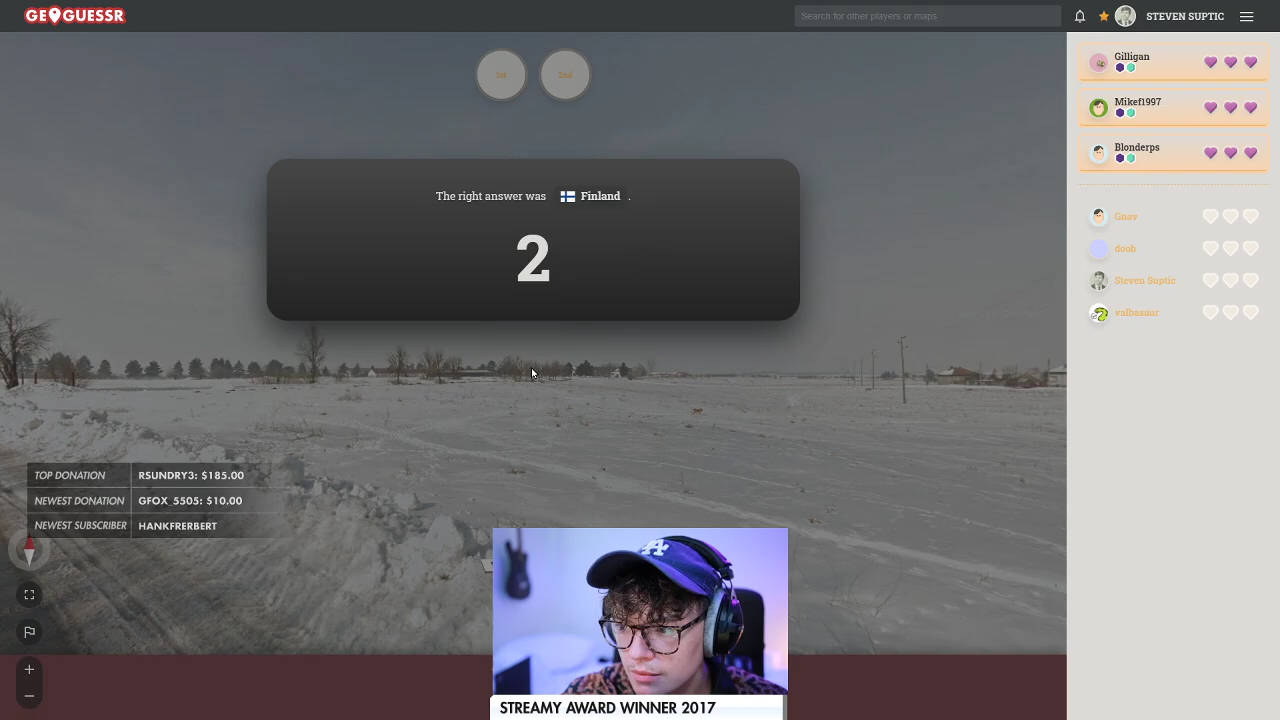 GEOGUESSR
Search for other players or maps
STEVEN SUPTIC
1st
2nd
The right answer was Finland .
2
TOP DONATION RSUNDRY3: $185.00
NEWEST DONATION GFOX_5505: $10.00
NEWEST SUBSCRIBER HANKFRERBERT
LA
STREAMY AWARD WINNER 2017
Gilligan
Mikef1997
Blonderps
Gnav
doob
Steven Suptic
valbasaur